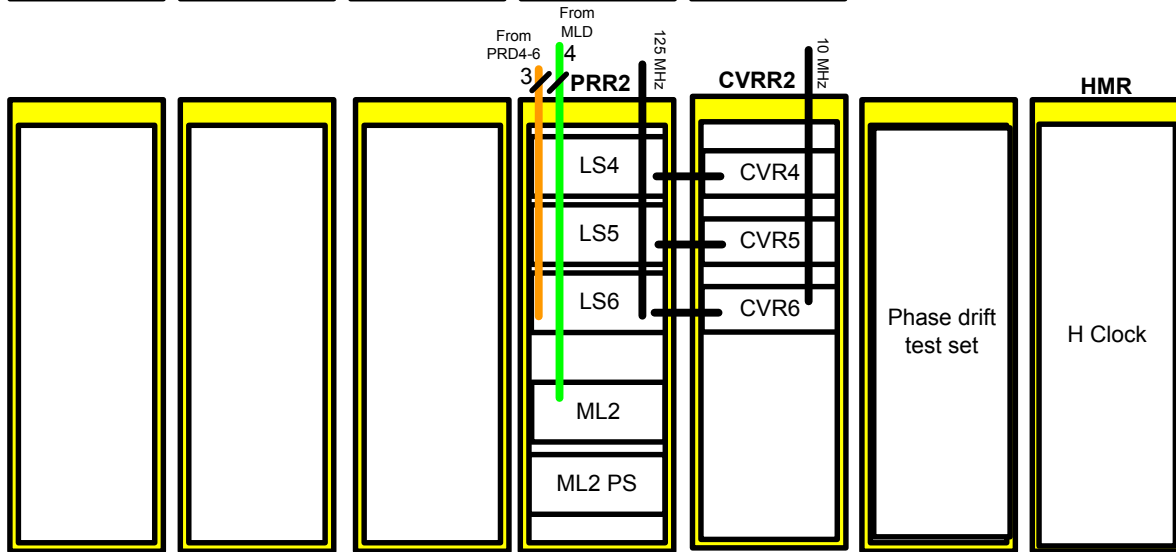 From
MLD
From
PRD4-6
4
3
PRR2
125 MHz
CVRR2
10 MHz
HMR
LS4
CVR4
LS5
CVR5
LS6
CVR6
Phase drift
test set
H Clock
ML2
ML2 PS